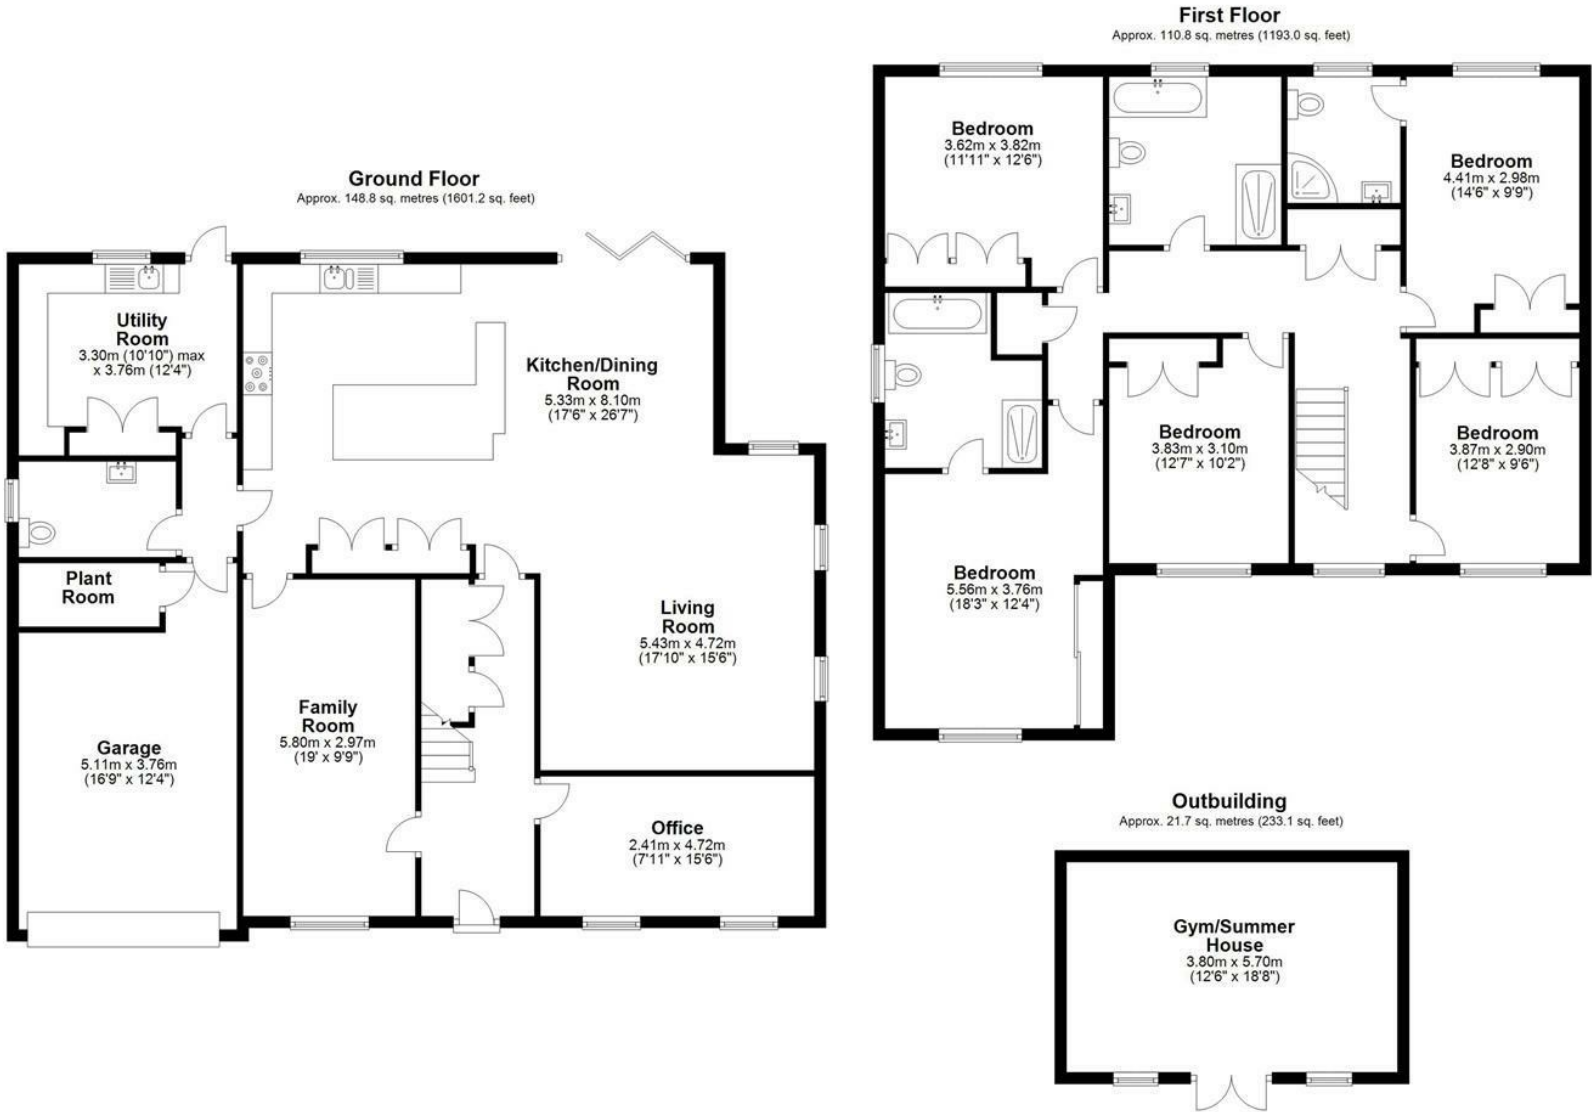 Ground Floor
Approx. 148.8 sq. metres (1601.2 sq. feet)
Utility
Room
3.30m (10'10") max
x 3.76m (12'4")
Kitchen/Dining
Room
5.33m x 8.10m
(17'6" x 26'7")
Plant
Room
Living
Room
5.43m x 4.72m
(17'10" x 15'6")
Family
Room
5.80m x 2.97m
(19' x 9'9")
Garage
5.11m x 3.76m
(16'9" x 12'4")
Office
2.41m x 4.72m
(7'11" x 15'6")
First Floor
Approx. 110.8 sq. metres (1193.0 sq. feet)
Bedroom
3.62m x 3.82m
(11'11" x 12'6")
Bedroom
4.41m x 2.98m
(14'6" x 9'9")
Bedroom
3.83m x 3.10m
(12'7" x 10'2")
Bedroom
3.87m x 2.90m
(12'8" x 9'6")
Bedroom
5.56m x 3.76m
(18'3" x 12'4")
Outbuilding
Approx. 21.7 sq. metres (233.1 sq. feet)
Gym/Summer
House
3.80m x 5.70m
(12'6" x 18'8")